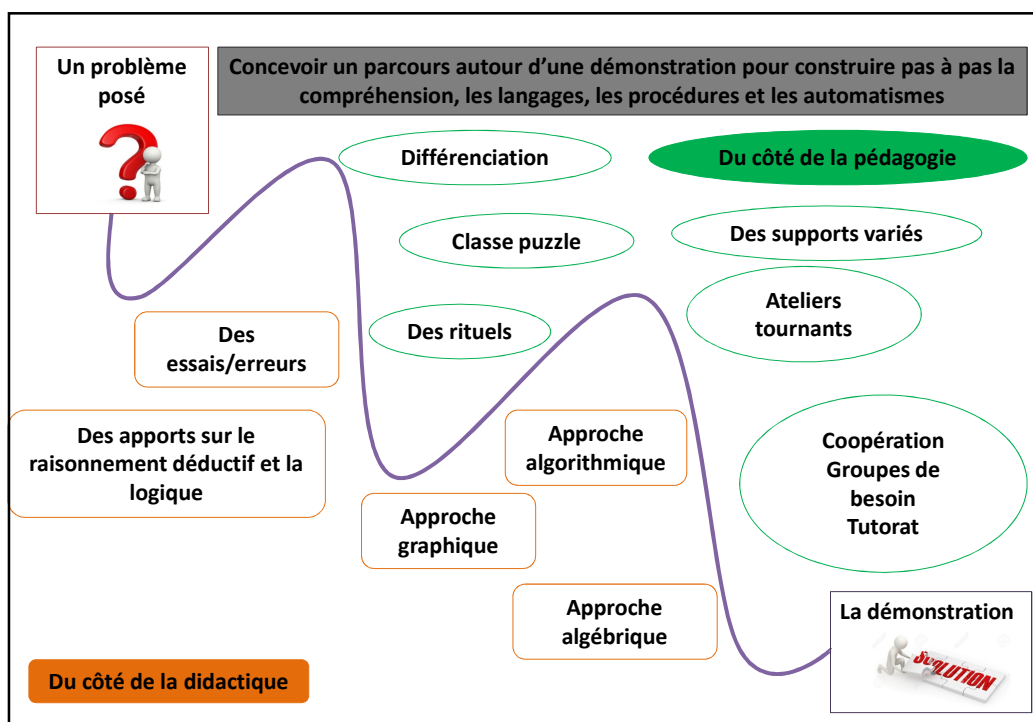 Un problème
posé
Concevoir un parcours autour d'une démonstration pour construire pas à pas la
compréhension, les langages, les procédures et les automatismes
Différenciation
Du côté de la pédagogie
Classe puzzle
Des supports variés
Des rituels
Ateliers
tournants
Des
essais/erreurs
Des apports sur le
raisonnement déductif et la
logique
Approche
algorithmique
Approche
graphique
Coopération
Groupes de
besoin
Tutorat
Approche
algébrique
La démonstration
SOLUTION
Du côté de la didactique